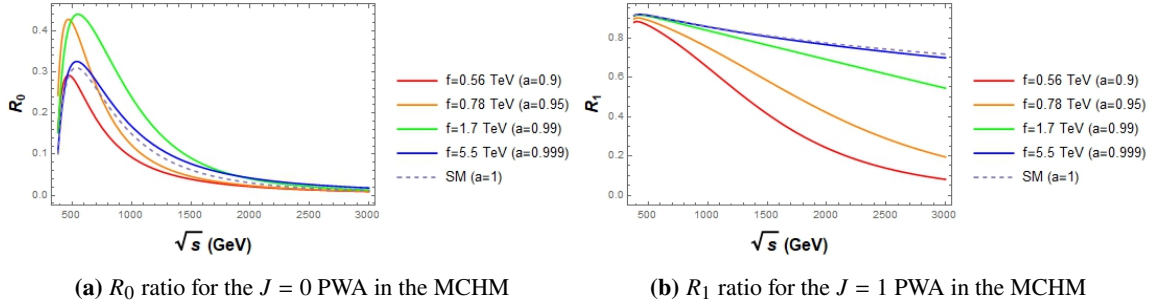 R0
0.4
0.3
0.2
0.1
0.0
500 1000 1500 2000 2500 3000
√s (GeV)
f=0.56 TeV (a=0.9)
f=0.78 TeV (a=0.95)
f=1.7 TeV (a=0.99)
f=5.5 TeV (a=0.999)
SM (a=1)
(a) R0 ratio for the J = 0 PWA in the MCHM
R1
0.8
0.6
0.4
0.2
0.0
500 1000 1500 2000 2500 3000
√s (GeV)
f=0.56 TeV (a=0.9)
f=0.78 TeV (a=0.95)
f=1.7 TeV (a=0.99)
f=5.5 TeV (a=0.999)
SM (a=1)
(b) R1 ratio for the J = 1 PWA in the MCHM